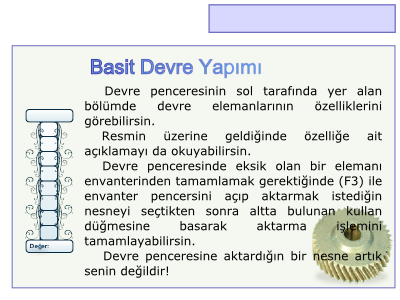 Basit Devre Yapımı
Devre penceresinin sol tarafında yer alan
bölümde devre elemanlarının özelliklerini
görebilirsin.
Resmin üzerine geldiğinde özelliğe ait
açıklamayı da okuyabilirsin.
Devre penceresinde eksik olan bir elemanı
envanterinden tamamlamak gerektiğinde (F3) ile
envanter pencersini açıp aktarmak istediğin
nesneyi seçtikten sonra altta bulunan kullan
düğmesine basarak aktarma işlemini
tamamlayabilirsin.
Devre penceresine aktardığın bir nesne artık
senin değildir!
Değer: